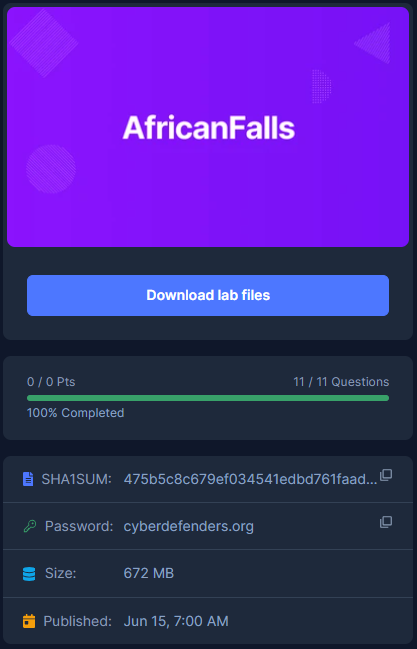 AfricanFalls
Download lab files
0 / 0 Pts 11 / 11 Questions
100% Completed
SHA1SUM: 475b5c8c679ef034541edbd761faad...
Password: cyberdefenders.org
Size: 672 MB
Published: Jun 15, 7:00 AM